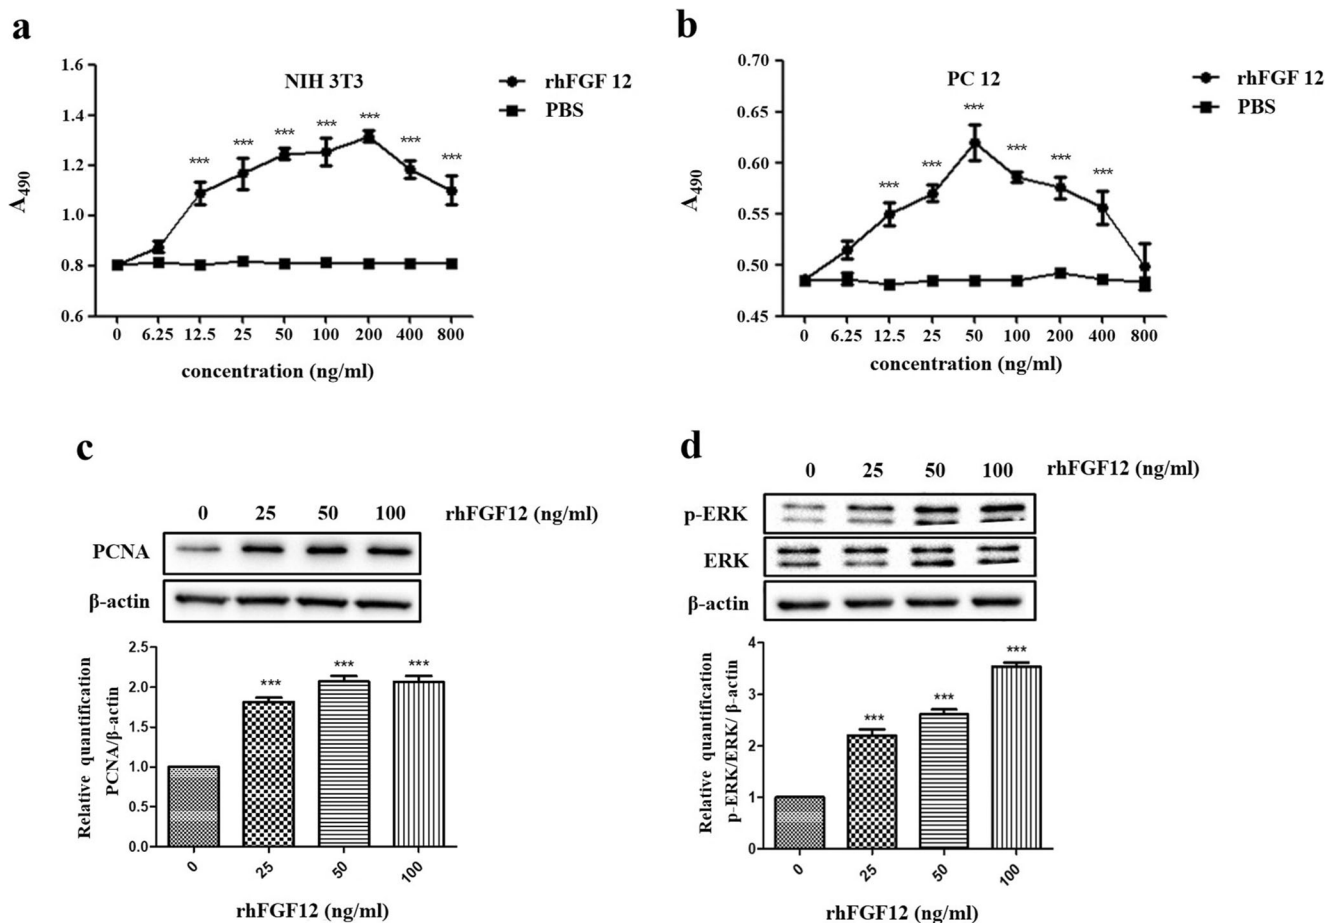 a
1.6
1.4
1.2
1.0
0.8
0.6
A490
NIH 3T3
rhFGF 12
PBS
*** *** *** *** *** *** ***
0 6.25 12.5 25 50 100 200 400 800
concentration (ng/ml)
b
0.70
0.65
0.60
0.55
0.50
0.45
A490
PC 12
rhFGF 12
PBS
*** *** *** *** *** ***
0 6.25 12.5 25 50 100 200 400 800
concentration (ng/ml)
c
0 25 50 100 rhFGF12 (ng/ml)
PCNA
β-actin
Relative quantification
PCNA/β-actin
2.5
2.0
1.5
1.0
0.5
0.0
*** *** ***
0 25 50 100
rhFGF12 (ng/ml)
d
0 25 50 100 rhFGF12 (ng/ml)
p-ERK
ERK
β-actin
Relative quantification
p-ERK/ERK/ β-actin
4
3
2
1
0
*** *** ***
0 25 50 100
rhFGF12 (ng/ml)